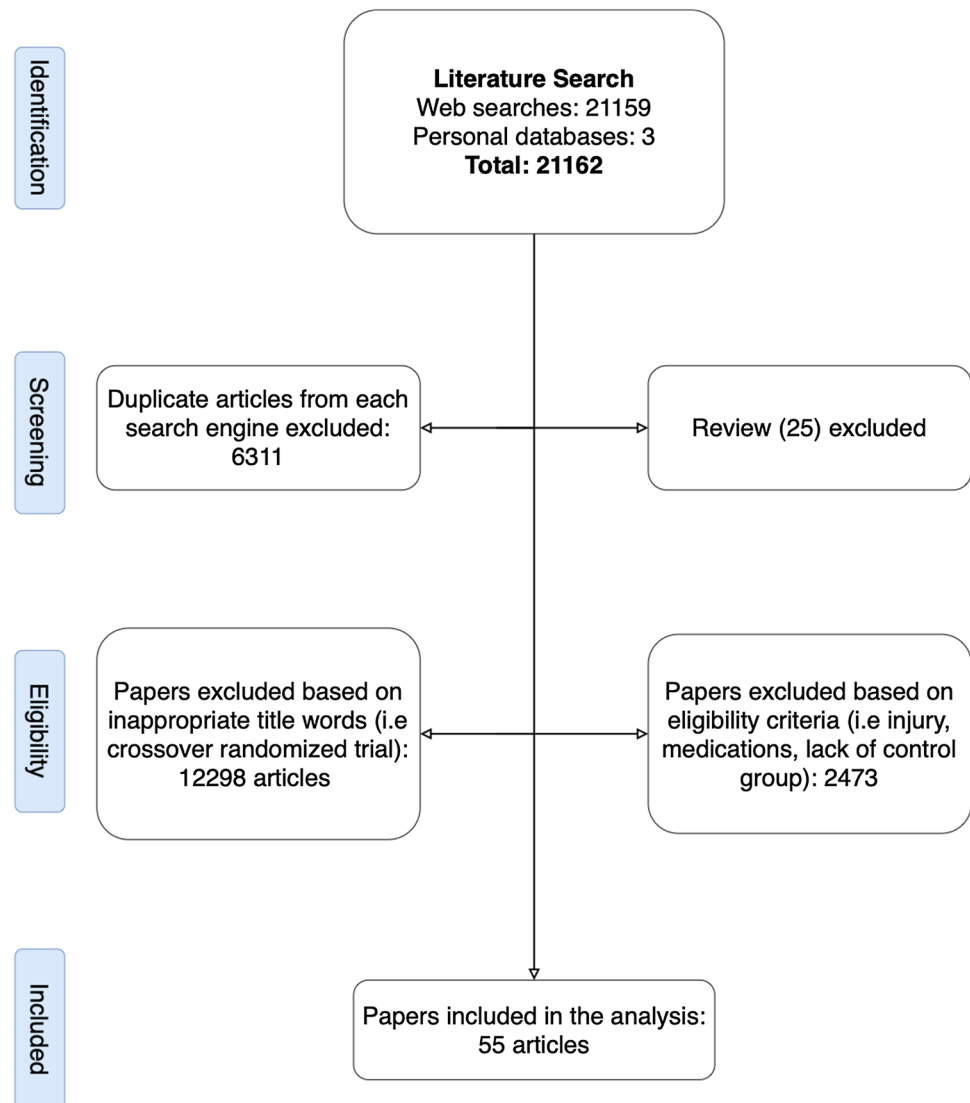 Identification
Literature Search
Web searches: 21159
Personal databases: 3
Total: 21162
Screening
Duplicate articles from each
search engine excluded:
6311
Review (25) excluded
Eligibility
Papers excluded based on
inappropriate title words (i.e
crossover randomized trial):
12298 articles
Papers excluded based on
eligibility criteria (i.e injury,
medications, lack of control
group): 2473
Included
Papers included in the analysis:
55 articles